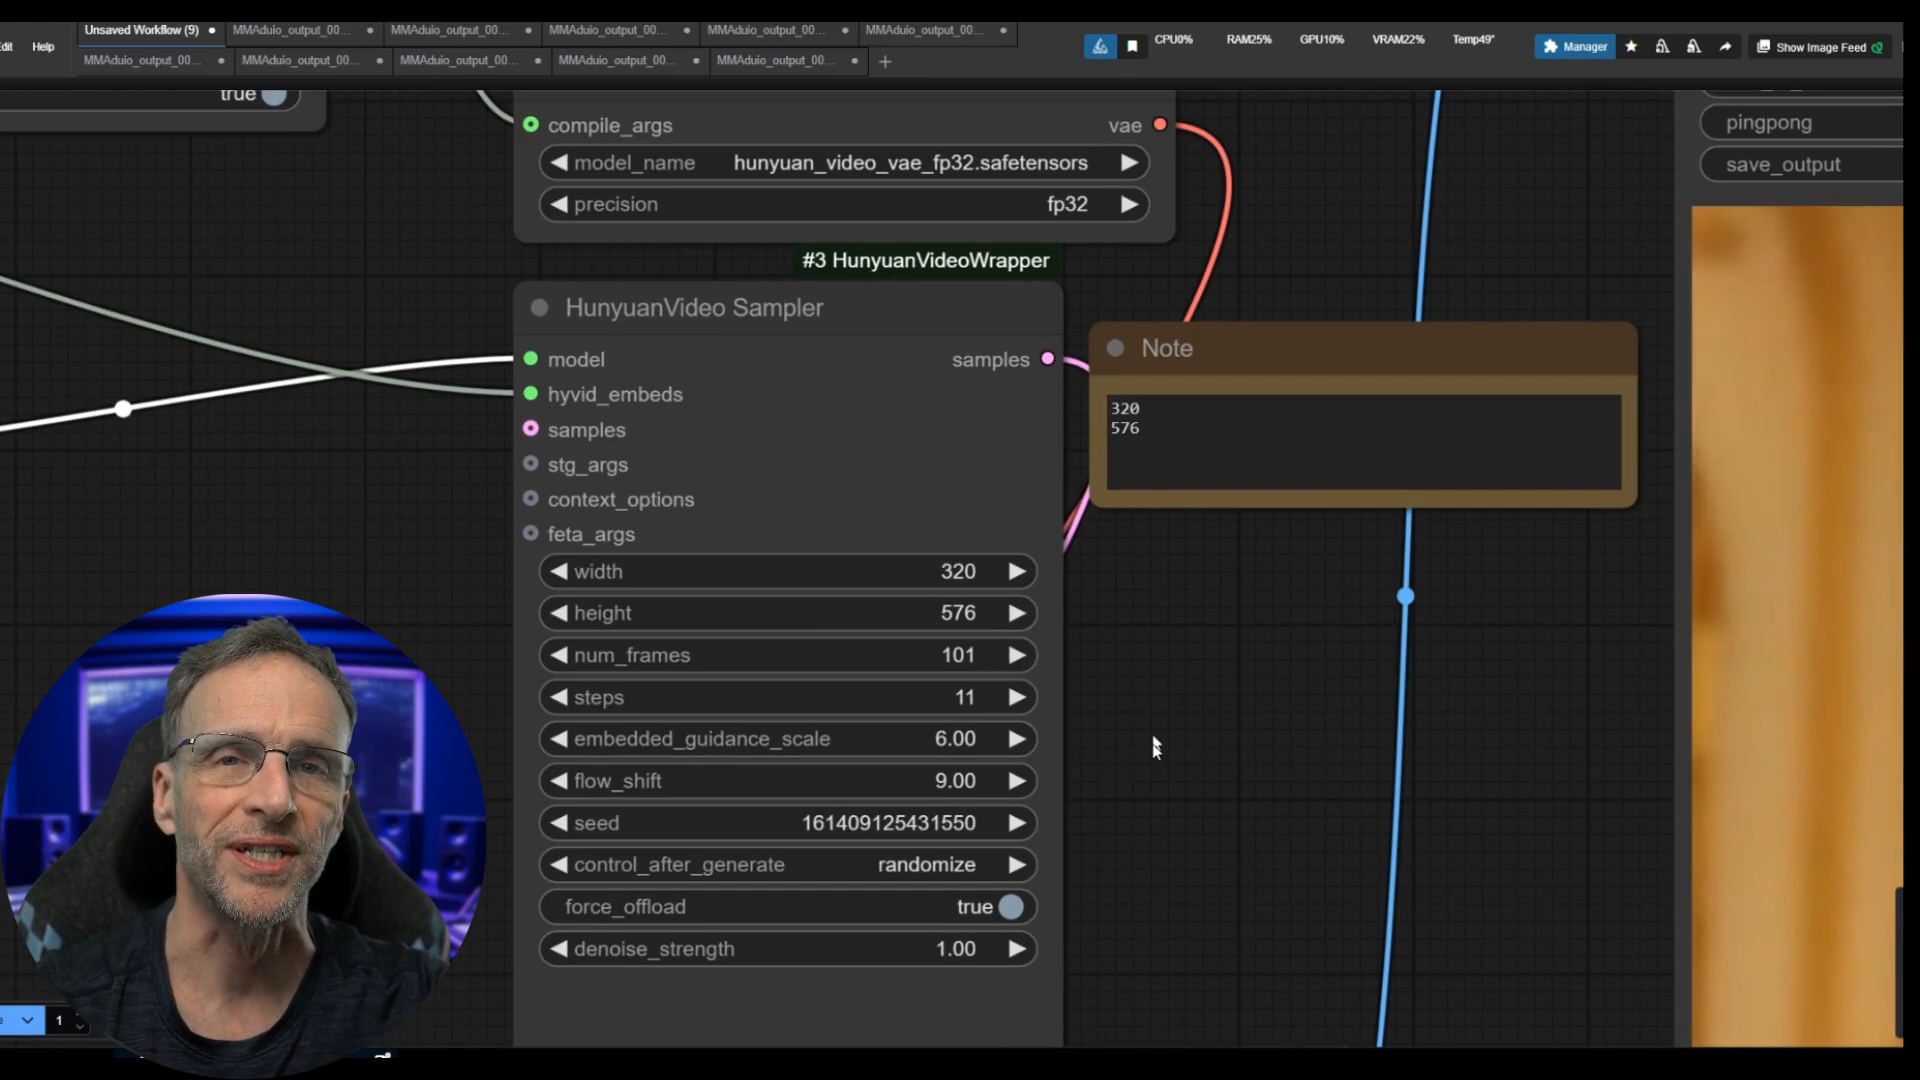 Edit Help
Unsaved Workflow (9) • MMAduio_output_00... • MMAduio_output_00... • MMAduio_output_00... • MMAduio_output_00... • MMAduio_output_00... •
MMAduio_output_00... • MMAduio_output_00... • MMAduio_output_00... • MMAduio_output_00... • MMAduio_output_00... • +
CPU0% RAM25% GPU10% VRAM22% Temp49°
Manager
Show Image Feed
true
compile_args vae
model_name hunyuan_video_vae_fp32.safetensors
precision fp32
pingpong
save_output
#3 HunyuanVideoWrapper
HunyuanVideo Sampler
model samples
hyvid_embeds
samples
stg_args
context_options
feta_args
width 320
height 576
num_frames 101
steps 11
embedded_guidance_scale 6.00
flow_shift 9.00
seed 161409125431550
control_after_generate randomize
force_offload true
denoise_strength 1.00
Note
320
576
1